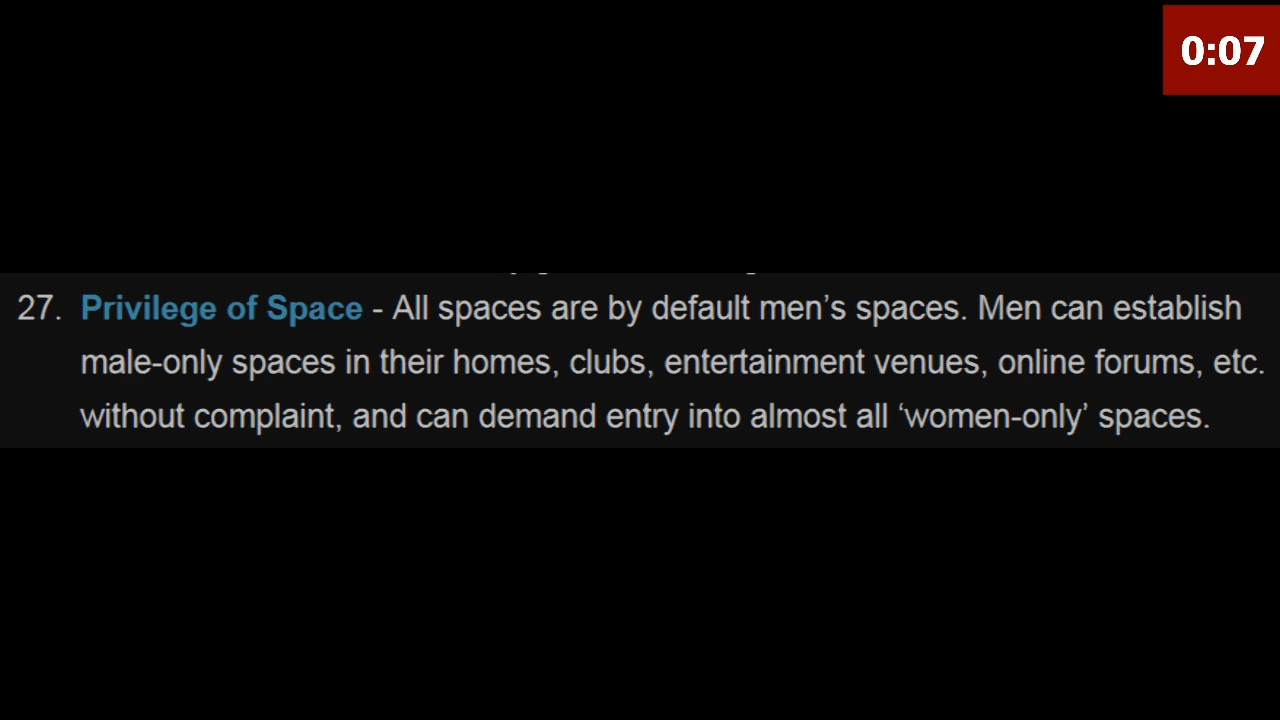 0:07
27. Privilege of Space - All spaces are by default men’s spaces. Men can establish
male-only spaces in their homes, clubs, entertainment venues, online forums, etc.
without complaint, and can demand entry into almost all ‘women-only’ spaces.